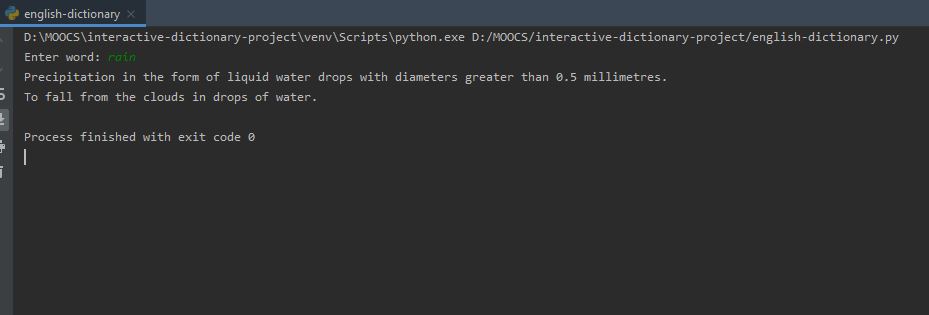 english-dictionary
D:\MOOCS\interactive-dictionary-project\venv\Scripts\python.exe D:/MOOCS/interactive-dictionary-project/english-dictionary.py
Enter word: rain
Precipitation in the form of liquid water drops with diameters greater than 0.5 millimetres.
To fall from the clouds in drops of water.
Process finished with exit code 0